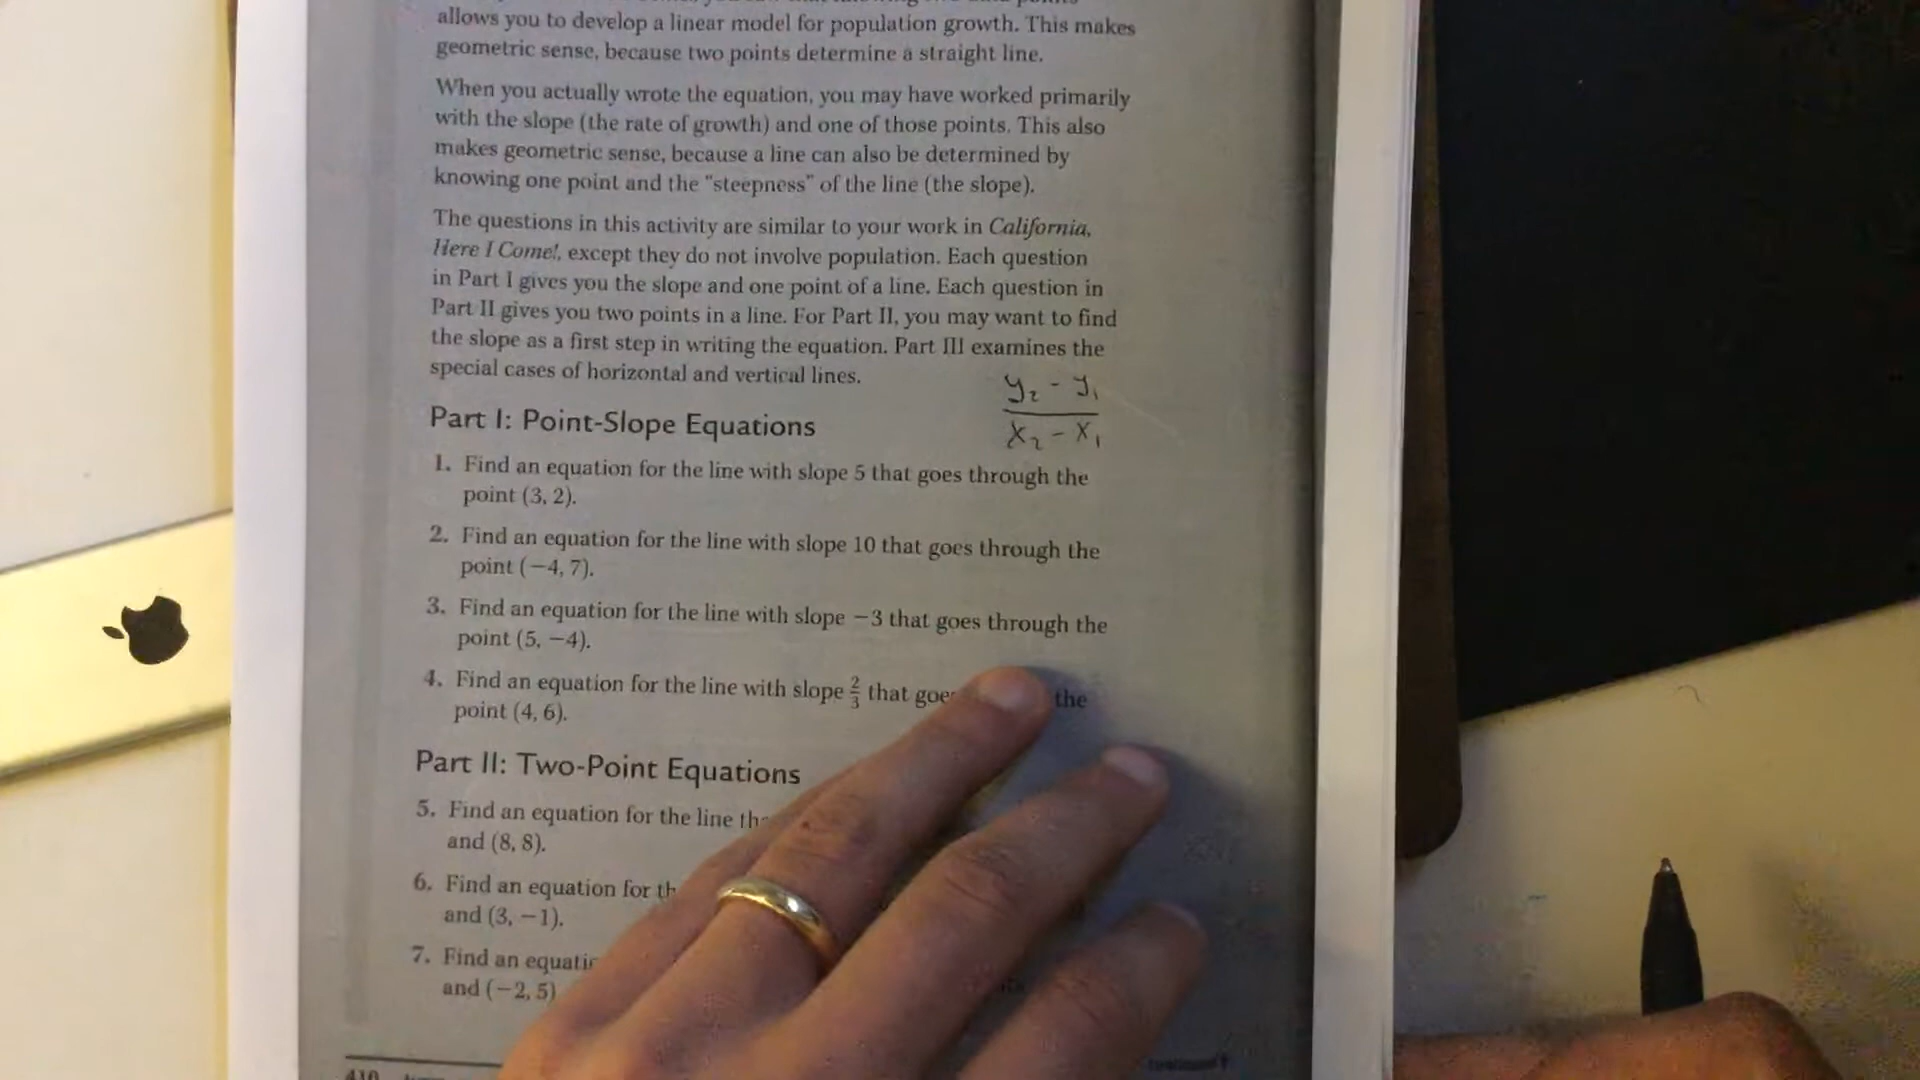 allows you to develop a linear model for population growth. This makes
geometric sense, because two points determine a straight line.
When you actually wrote the equation, you may have worked primarily
with the slope (the rate of growth) and one of those points. This also
makes geometric sense, because a line can also be determined by
knowing one point and the “steepness” of the line (the slope).
The questions in this activity are similar to your work in California,
Here I Come!, except they do not involve population. Each question
in Part I gives you the slope and one point of a line. Each question in
Part II gives you two points in a line. For Part II, you may want to find
the slope as a first step in writing the equation. Part III examines the
special cases of horizontal and vertical lines.
y₂ - y₁
x₂ - x₁
Part I: Point-Slope Equations
1. Find an equation for the line with slope 5 that goes through the
point (3, 2).
2. Find an equation for the line with slope 10 that goes through the
point (−4, 7).
3. Find an equation for the line with slope −3 that goes through the
point (5, −4).
4. Find an equation for the line with slope 2/3 that the
point (4, 6).
Part II: Two-Point Equations
5. Find an equation for the line
and (8, 8).
6. Find an equation for
and (3, −1).
7. Find an
and (−2, 5)
continued